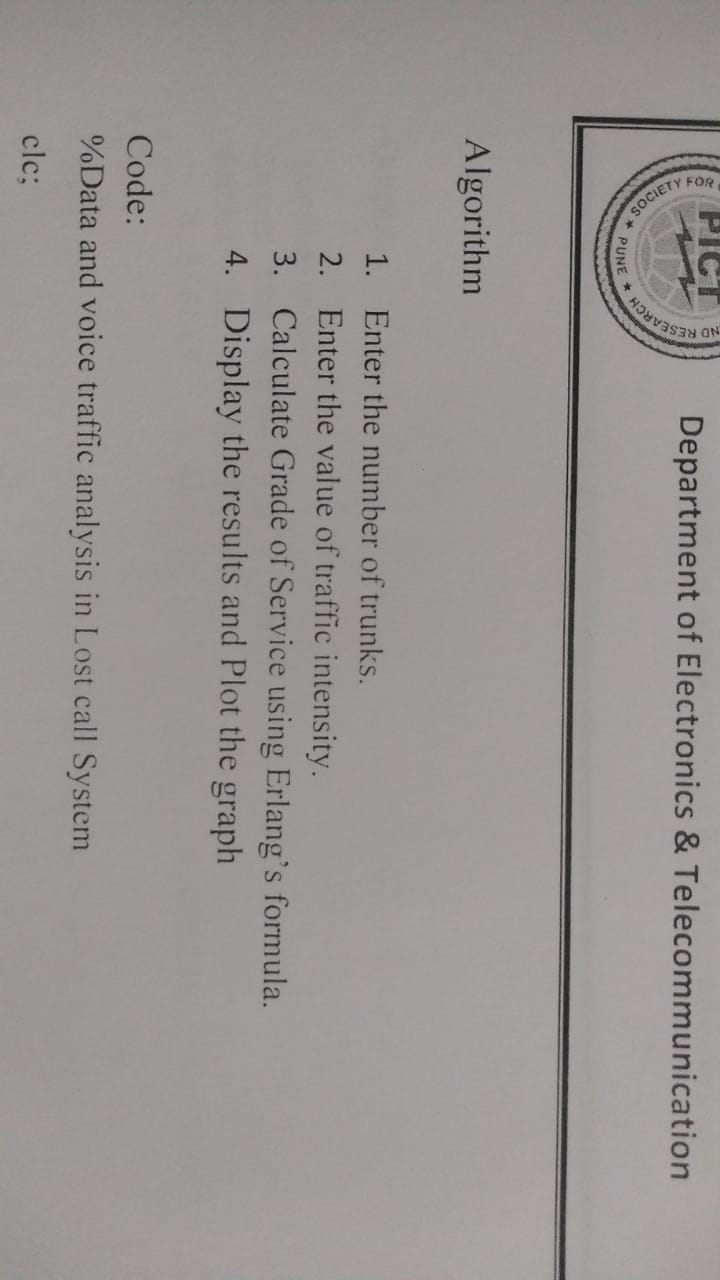 PICT
SOCIETY FOR
ND RESEARCH
★ PUNE ★
Department of Electronics & Telecommunication
Algorithm
1. Enter the number of trunks.
2. Enter the value of traffic intensity.
3. Calculate Grade of Service using Erlang's formula.
4. Display the results and Plot the graph
Code:
%Data and voice traffic analysis in Lost call System
clc;